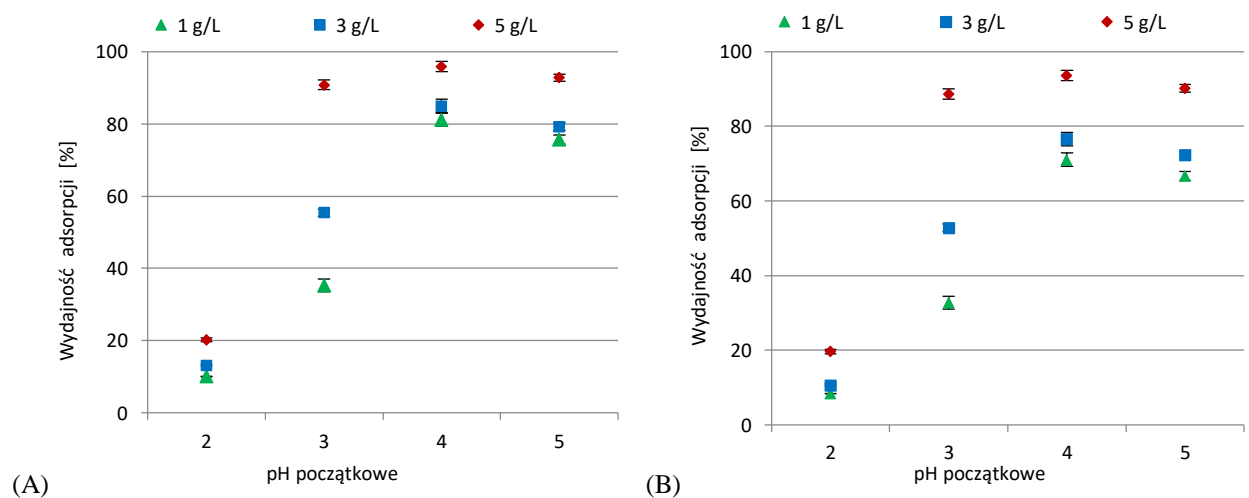 1 g/L 3 g/L 5 g/L
100
80
60
40
20
0
Wydajność adsorpcji [%]
2 3 4 5
pH początkowe
(A)
1 g/L 3 g/L 5 g/L
100
80
60
40
20
0
Wydajność adsorpcji [%]
2 3 4 5
pH początkowe
(B)